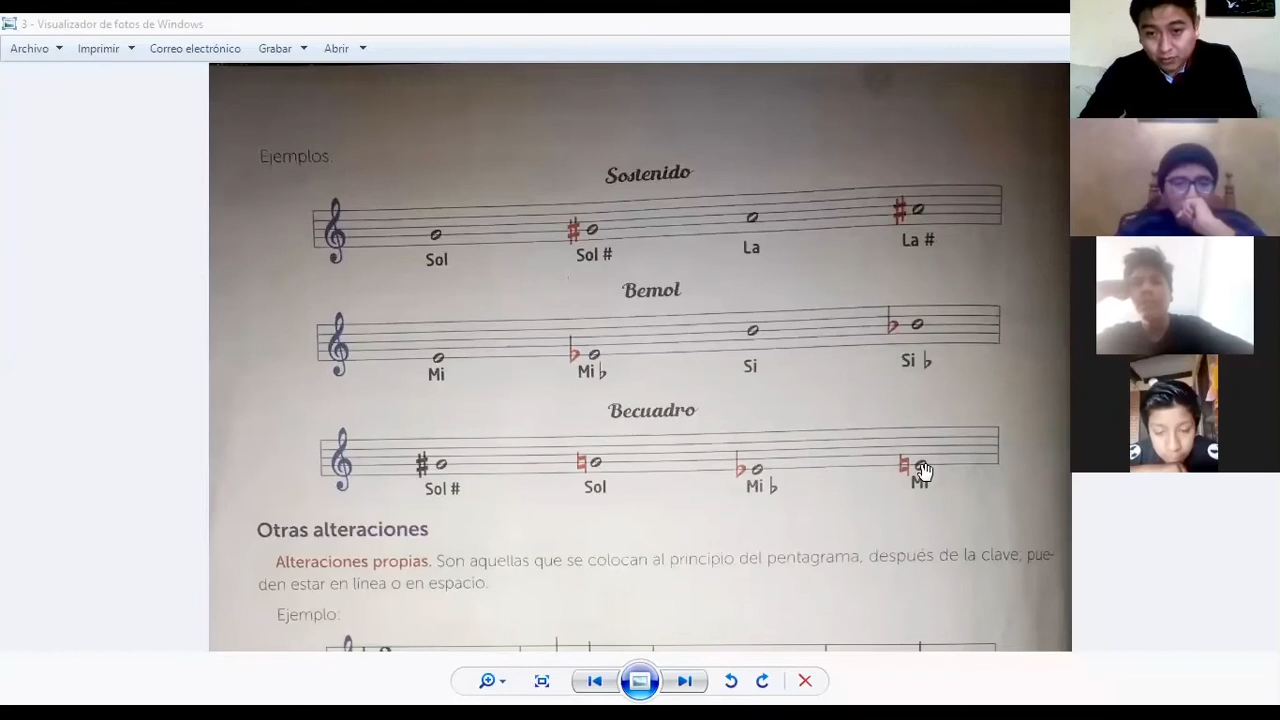 3 - Visualizador de fotos de Windows
Archivo Imprimir Correo electrónico Grabar Abrir
Ejemplos:
Sostenido
Sol Sol # La La #
Bemol
Mi Mi ♭ Si Si ♭
Becuadro
Sol # Sol Mi ♭ Mi
Otras alteraciones
Alteraciones propias. Son aquellas que se colocan al principio del pentagrama, después de la clave; pue-
den estar en línea o en espacio.
Ejemplo: